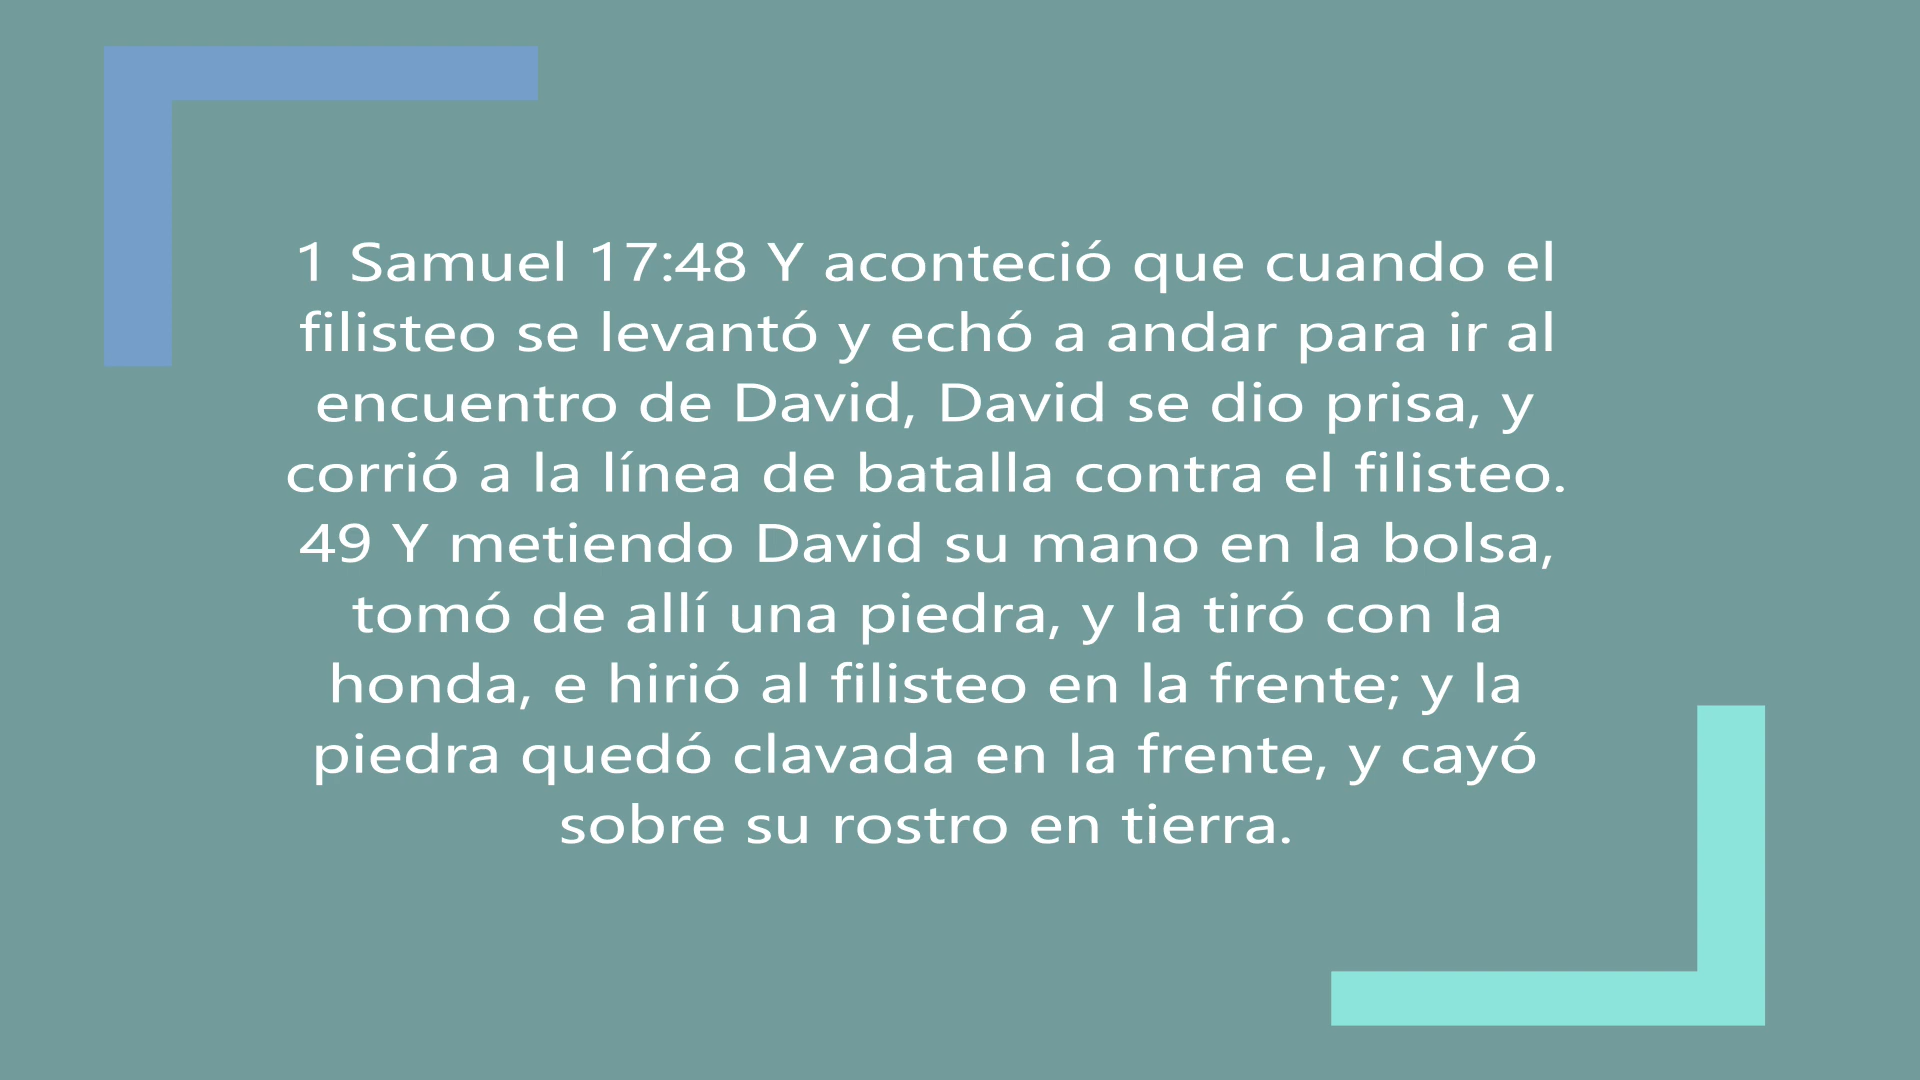 1 Samuel 17:48 Y aconteció que cuando el
filisteo se levantó y echó a andar para ir al
encuentro de David, David se dio prisa, y
corrió a la línea de batalla contra el filisteo.
49 Y metiendo David su mano en la bolsa,
tomó de allí una piedra, y la tiró con la
honda, e hirió al filisteo en la frente; y la
piedra quedó clavada en la frente, y cayó
sobre su rostro en tierra.